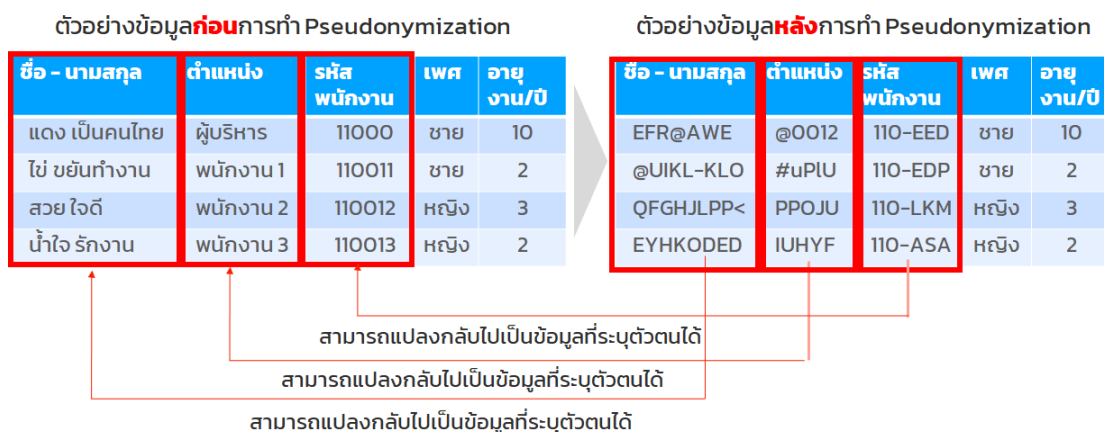 ตัวอย่างข้อมูลก่อนการทำ Pseudonymization
ชื่อ – นามสกุล ตำแหน่ง รหัสพนักงาน เพศ อายุงาน/ปี
แดง เป็นคนไทย ผู้บริหาร 11000 ชาย 10
ไข่ ขยันทำงาน พนักงาน 1 110011 ชาย 2
สวย ใจดี พนักงาน 2 110012 หญิง 3
น้ำใจ รักงาน พนักงาน 3 110013 หญิง 2
ตัวอย่างข้อมูลหลังการทำ Pseudonymization
ชื่อ – นามสกุล ตำแหน่ง รหัสพนักงาน เพศ อายุงาน/ปี
EFR@AWE @0012 110-EED ชาย 10
@UIKL-KLO #uPlU 110-EDP ชาย 2
QFGHJLPP< PPOJU 110-LKM หญิง 3
EYHKODED IUHYF 110-ASA หญิง 2
สามารถแปลงกลับไปเป็นข้อมูลที่ระบุตัวตนได้
สามารถแปลงกลับไปเป็นข้อมูลที่ระบุตัวตนได้
สามารถแปลงกลับไปเป็นข้อมูลที่ระบุตัวตนได้